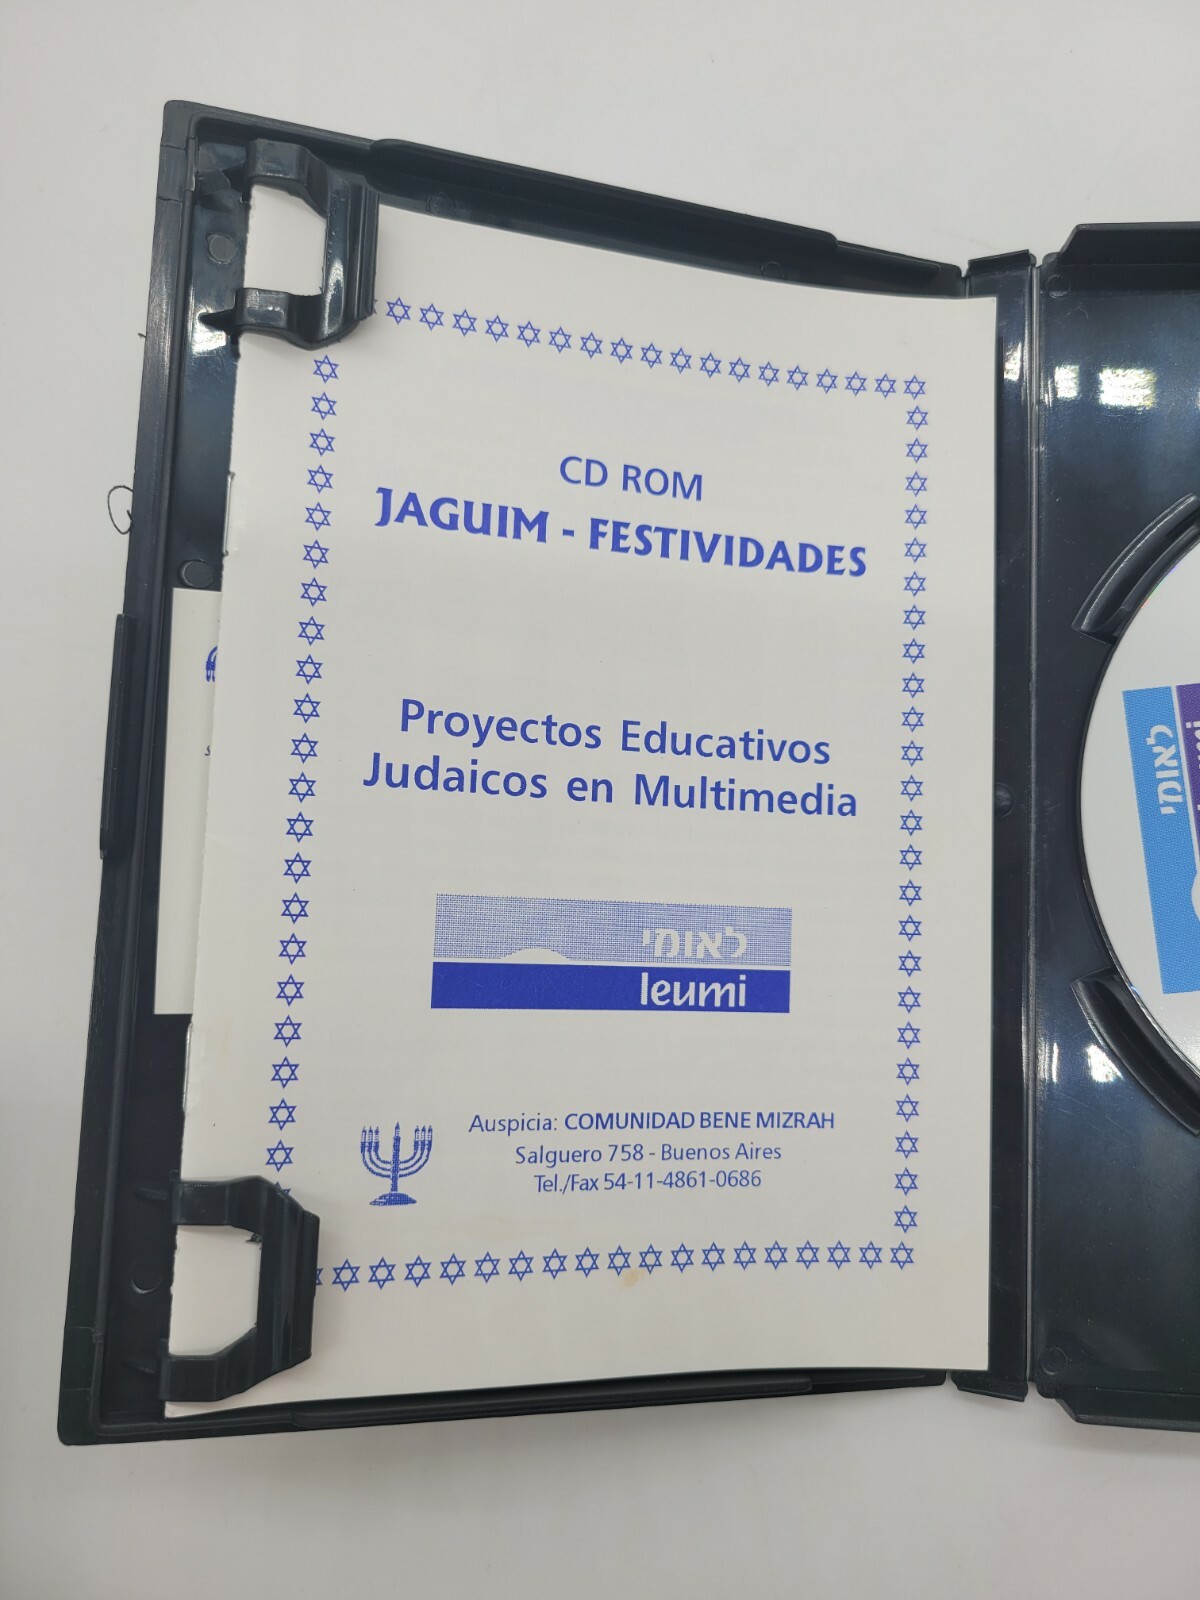 CD ROM
JAGUIM - FESTIVIDADES
Proyectos Educativos
Judaicos en Multimedia
לאומי
leumi
Auspicia: COMUNIDAD BENE MIZRAH
Salguero 758 - Buenos Aires
Tel./Fax 54-11-4861-0686
לאומי